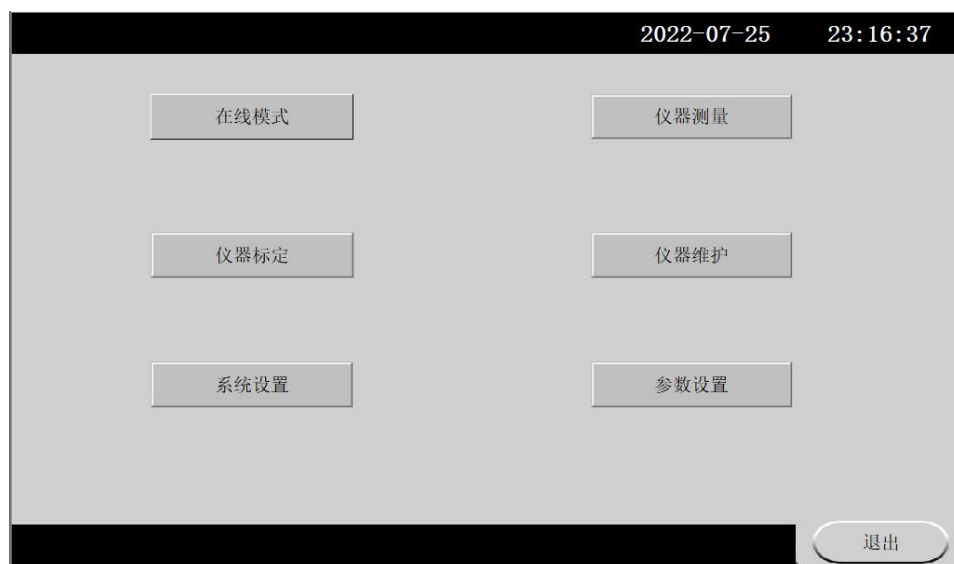 2022-07-25 23:16:37
在线模式 仪器测量
仪器标定 仪器维护
系统设置 参数设置
退出